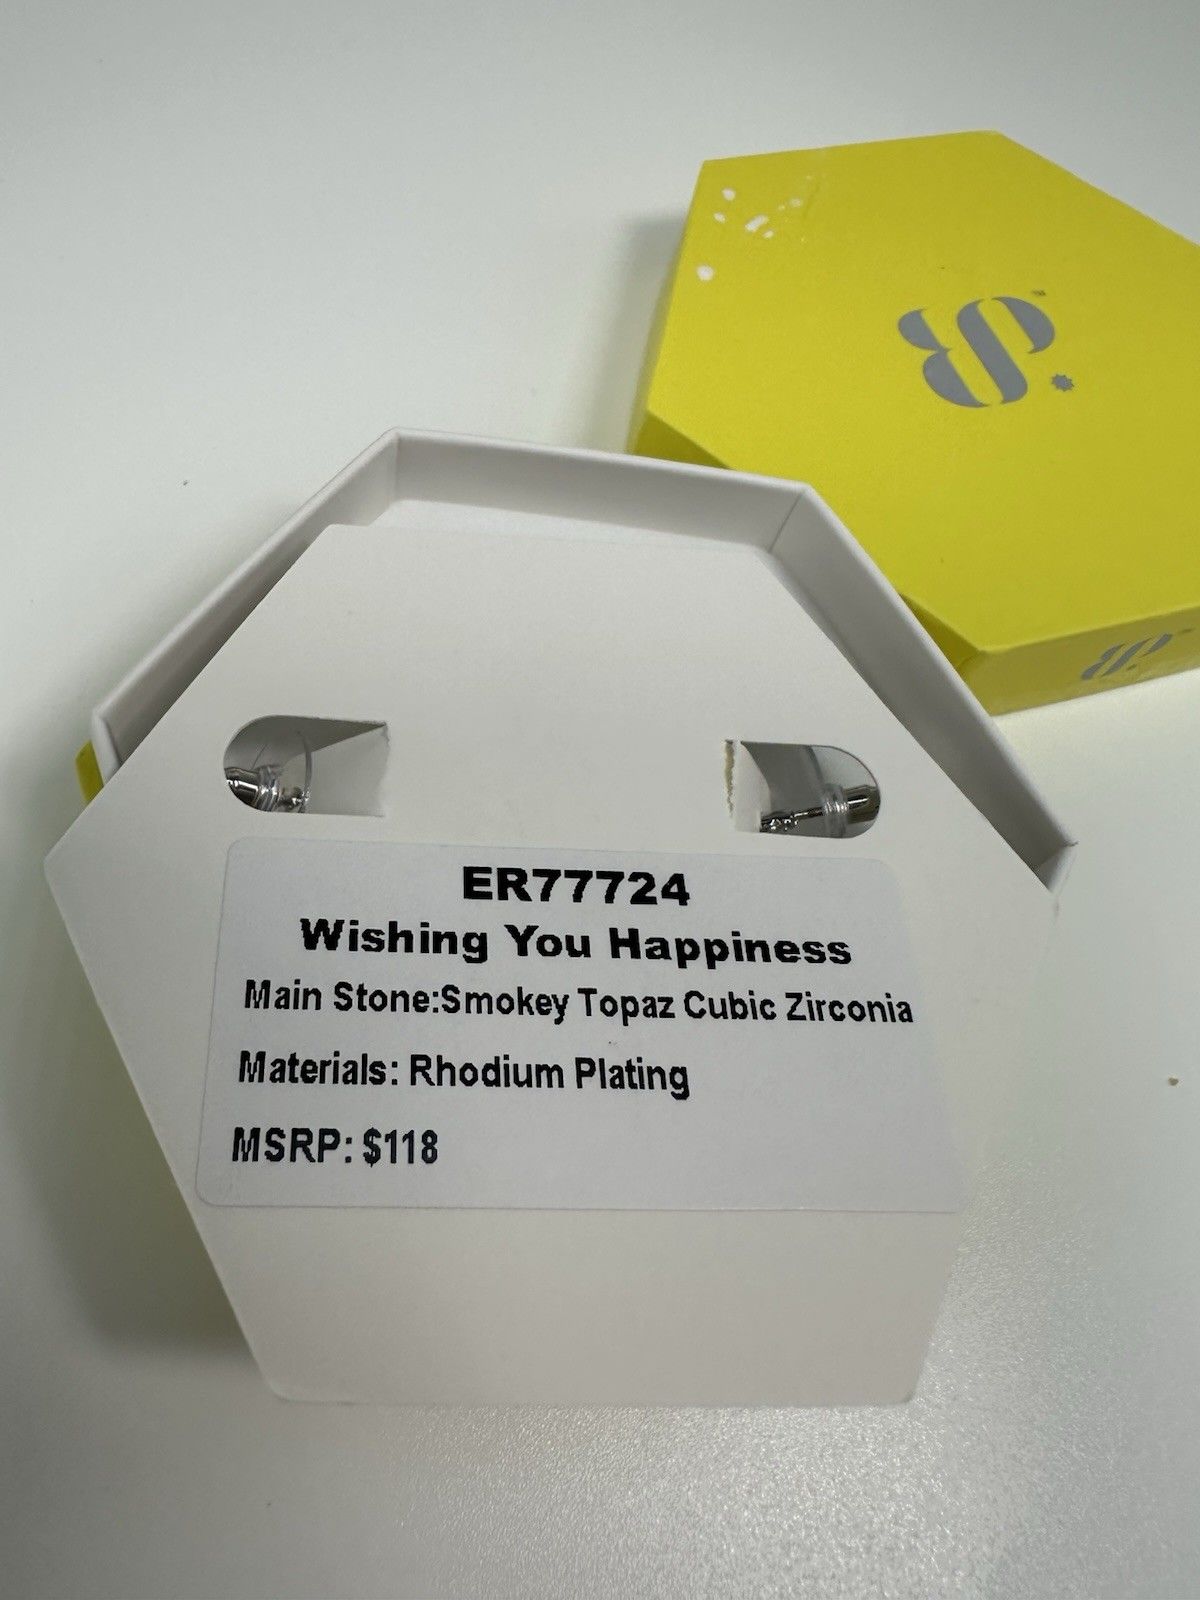 ER77724
Wishing You Happiness
Main Stone:Smokey Topaz Cubic Zirconia
Materials: Rhodium Plating
MSRP: $118